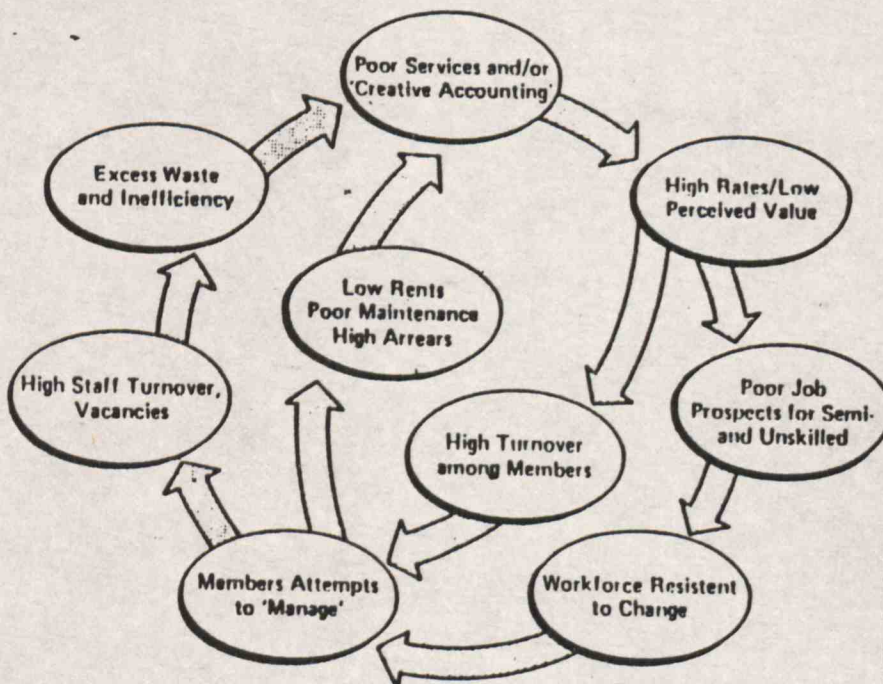 Poor Services and/or
'Creative Accounting'
Excess Waste
and Inefficiency
High Rates/Low
Perceived Value
Low Rents
Poor Maintenance
High Arrears
High Staff Turnover,
Vacancies
Poor Job
Prospects for Semi-
and Unskilled
High Turnover
among Members
Members Attempts
to 'Manage'
Workforce Resistent
to Change